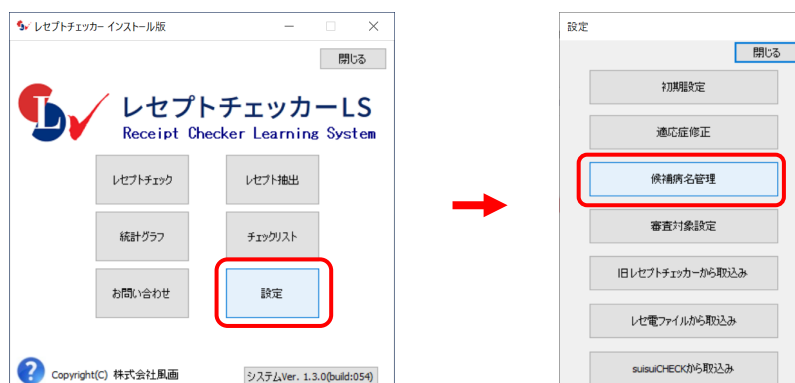 レセプトチェッカー インストール版
閉じる
レセプトチェッカーLS
Receipt Checker Learning System
レセプトチェック
レセプト抽出
統計グラフ
チェックリスト
お問い合わせ
設定
Copyright(C) 株式会社風画
システムVer. 1.3.0(build:054)
設定
閉じる
初期設定
適応症修正
候補病名管理
審査対象設定
旧レセプトチェッカーから取込み
レセ電ファイルから取込み
suisuiCHECKから取込み